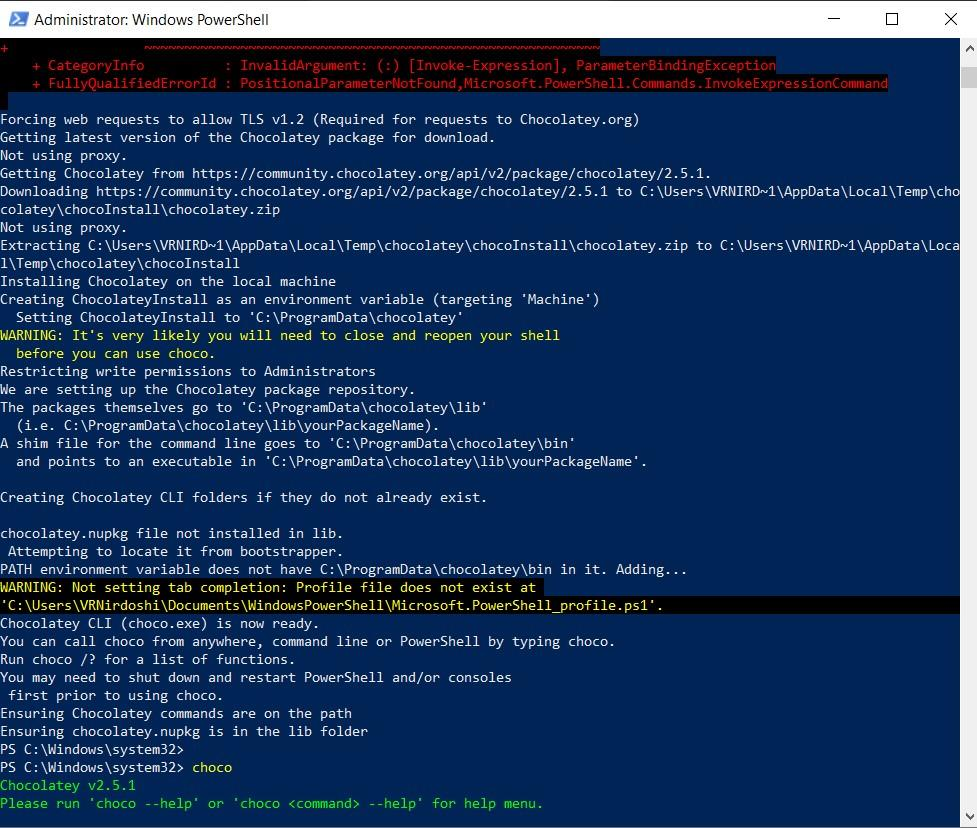 Administrator: Windows PowerShell
+                 ~~~~~~~~~~~~~~~~~~~~~~~~~~~~~~~~~~~~~~~~~~~~~~~~~~~~~~~~~
    + CategoryInfo          : InvalidArgument: (:) [Invoke-Expression], ParameterBindingException
    + FullyQualifiedErrorId : PositionalParameterNotFound,Microsoft.PowerShell.Commands.InvokeExpressionCommand
Forcing web requests to allow TLS v1.2 (Required for requests to Chocolatey.org)
Getting latest version of the Chocolatey package for download.
Not using proxy.
Getting Chocolatey from https://community.chocolatey.org/api/v2/package/chocolatey/2.5.1.
Downloading https://community.chocolatey.org/api/v2/package/chocolatey/2.5.1 to C:\Users\VRNIRD~1\AppData\Local\Temp\cho
colatey\chocoInstall\chocolatey.zip
Not using proxy.
Extracting C:\Users\VRNIRD~1\AppData\Local\Temp\chocolatey\chocoInstall\chocolatey.zip to C:\Users\VRNIRD~1\AppData\Loca
l\Temp\chocolatey\chocoInstall
Installing Chocolatey on the local machine
Creating ChocolateyInstall as an environment variable (targeting 'Machine')
  Setting ChocolateyInstall to 'C:\ProgramData\chocolatey'
WARNING: It's very likely you will need to close and reopen your shell
  before you can use choco.
Restricting write permissions to Administrators
We are setting up the Chocolatey package repository.
The packages themselves go to 'C:\ProgramData\chocolatey\lib'
  (i.e. C:\ProgramData\chocolatey\lib\yourPackageName).
A shim file for the command line goes to 'C:\ProgramData\chocolatey\bin'
  and points to an executable in 'C:\ProgramData\chocolatey\lib\yourPackageName'.
Creating Chocolatey CLI folders if they do not already exist.
chocolatey.nupkg file not installed in lib.
 Attempting to locate it from bootstrapper.
PATH environment variable does not have C:\ProgramData\chocolatey\bin in it. Adding...
WARNING: Not setting tab completion: Profile file does not exist at
'C:\Users\VRNirdoshi\Documents\WindowsPowerShell\Microsoft.PowerShell_profile.ps1'.
Chocolatey CLI (choco.exe) is now ready.
You can call choco from anywhere, command line or PowerShell by typing choco.
Run choco /? for a list of functions.
You may need to shut down and restart PowerShell and/or consoles
 first prior to using choco.
Ensuring Chocolatey commands are on the path
Ensuring chocolatey.nupkg is in the lib folder
PS C:\Windows\system32>
PS C:\Windows\system32> choco
Chocolatey v2.5.1
Please run 'choco --help' or 'choco <command> --help' for help menu.